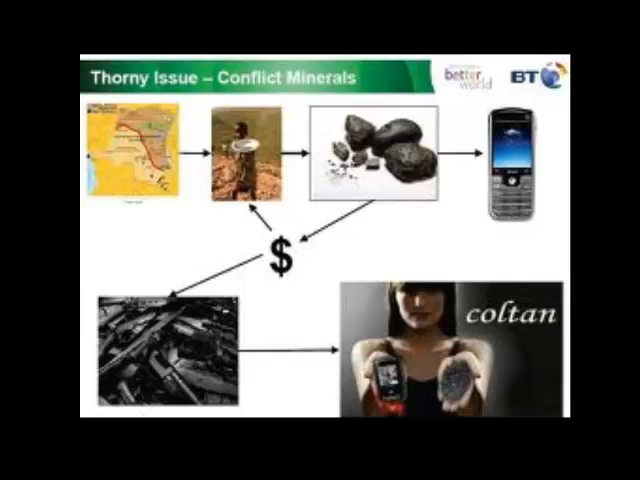 Thorny Issue – Conflict Minerals
better
world
BT
$
coltan